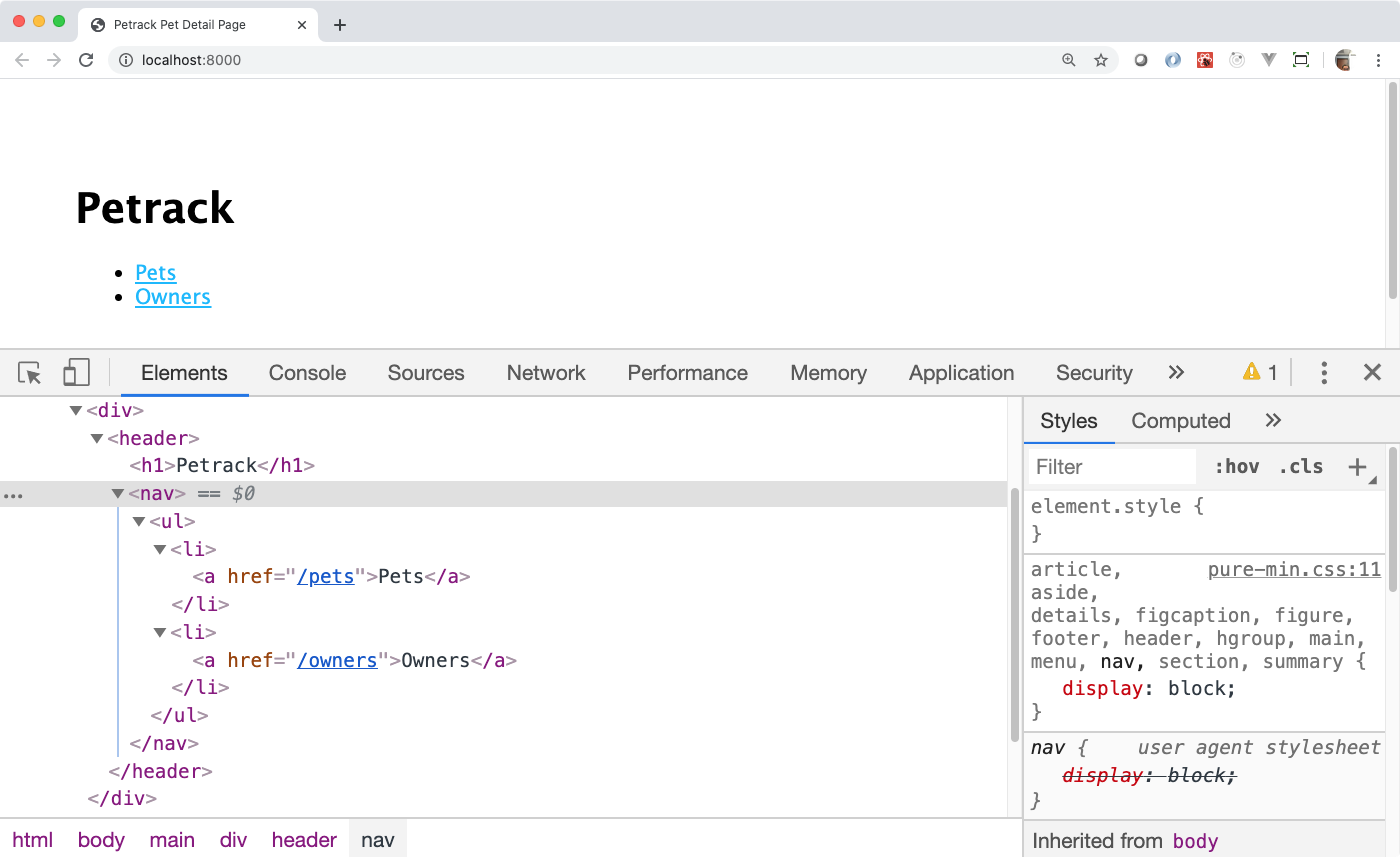 Petrack Pet Detail Page
localhost:8000
Petrack
Pets
Owners
Elements Console Sources Network Performance Memory Application Security » 1
<div>
<header>
<h1>Petrack</h1>
... <nav> == $0
<ul>
<li>
<a href="/pets">Pets</a>
</li>
<li>
<a href="/owners">Owners</a>
</li>
</ul>
</nav>
</header>
</div>
html body main div header nav
Styles Computed »
Filter :hov .cls +
element.style {
}
article, pure-min.css:11
aside,
details, figcaption, figure,
footer, header, hgroup, main,
menu, nav, section, summary {
display: block;
}
nav { user agent stylesheet
display: block;
}
Inherited from body